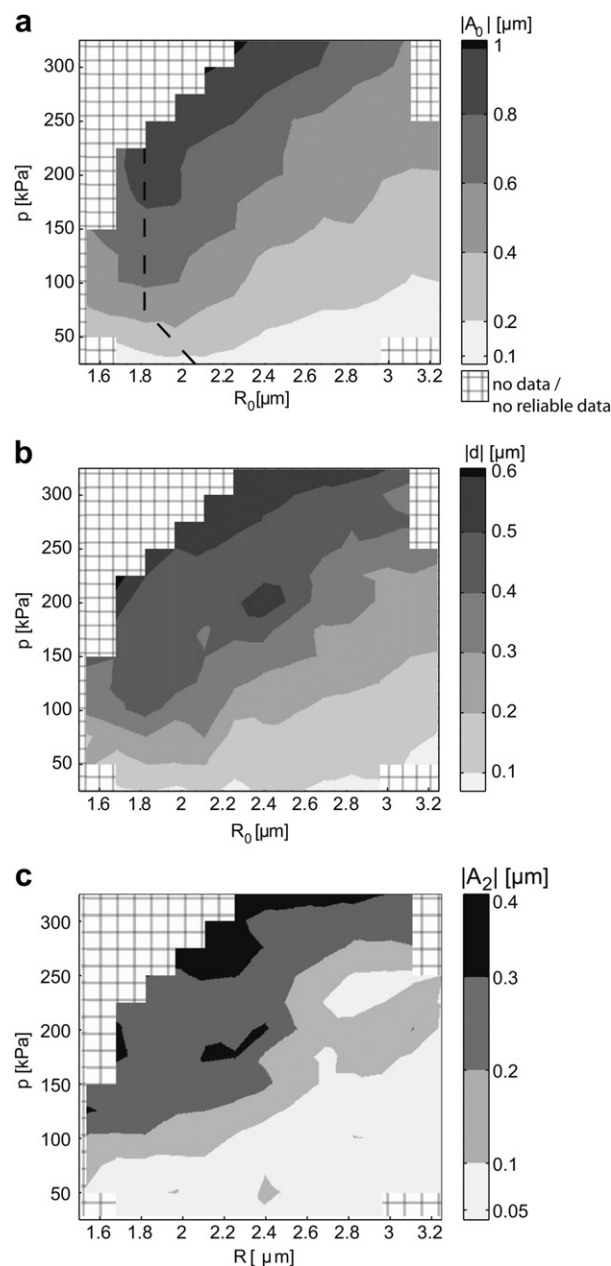 a
|A₀| [µm]
300
250
200
150
100
50
p [kPa]
1.6 1.8 2 2.2 2.4 2.6 2.8 3 3.2
R₀[µm]
1
0.8
0.6
0.4
0.2
0.1
no data /
no reliable data
b
|d| [µm]
300
250
200
150
100
50
p [kPa]
1.6 1.8 2 2.2 2.4 2.6 2.8 3 3.2
R₀[µm]
0.6
0.5
0.4
0.3
0.2
0.1
c
|A₂| [µm]
300
250
200
150
100
50
p [kPa]
1.6 1.8 2 2.2 2.4 2.6 2.8 3 3.2
R[ µm]
0.4
0.3
0.2
0.1
0.05